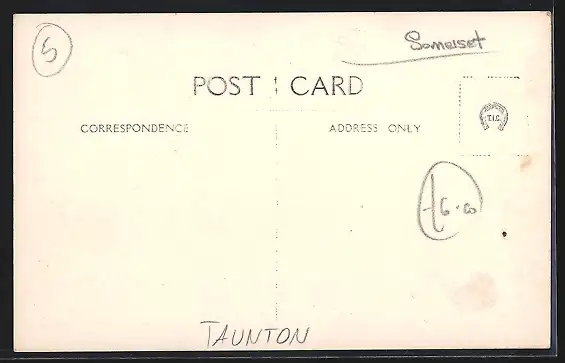 5
Somerset
POST CARD
CORRESPONDENCE
ADDRESS ONLY
T.I.C.
£6.00
TAUNTON